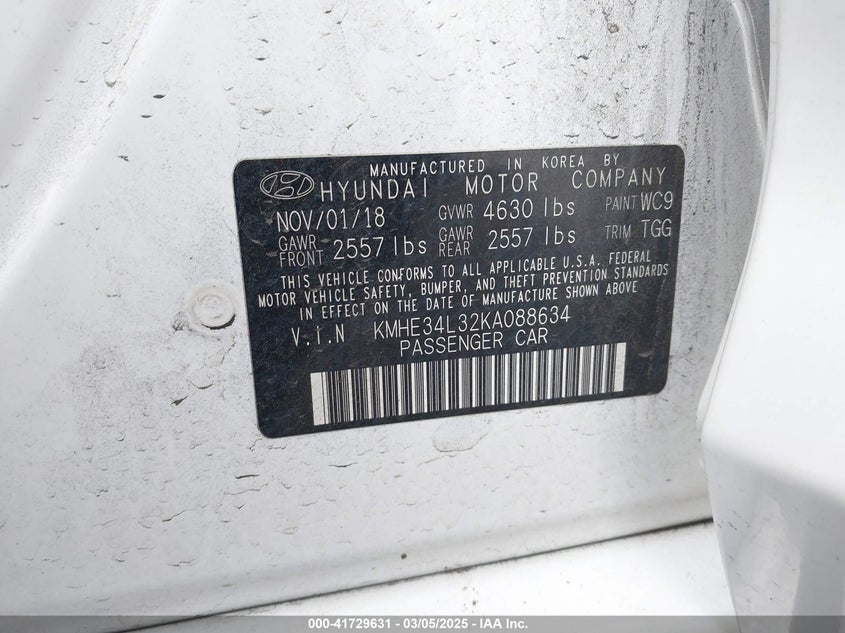 MANUFACTURED IN KOREA BY
HYUNDAI MOTOR COMPANY
NOV/01/18 GVWR 4630 lbs PAINT WC9
GAWR FRONT 2557 lbs GAWR REAR 2557 lbs TRIM TGG
THIS VEHICLE CONFORMS TO ALL APPLICABLE U.S.A. FEDERAL
MOTOR VEHICLE SAFETY, BUMPER, AND THEFT PREVENTION STANDARDS
IN EFFECT ON THE DATE OF MANUFACTURE SHOWN ABOVE
V.I.N KMHE34L32KA088634
PASSENGER CAR
000-41729631 - 03/05/2025 - IAA Inc.